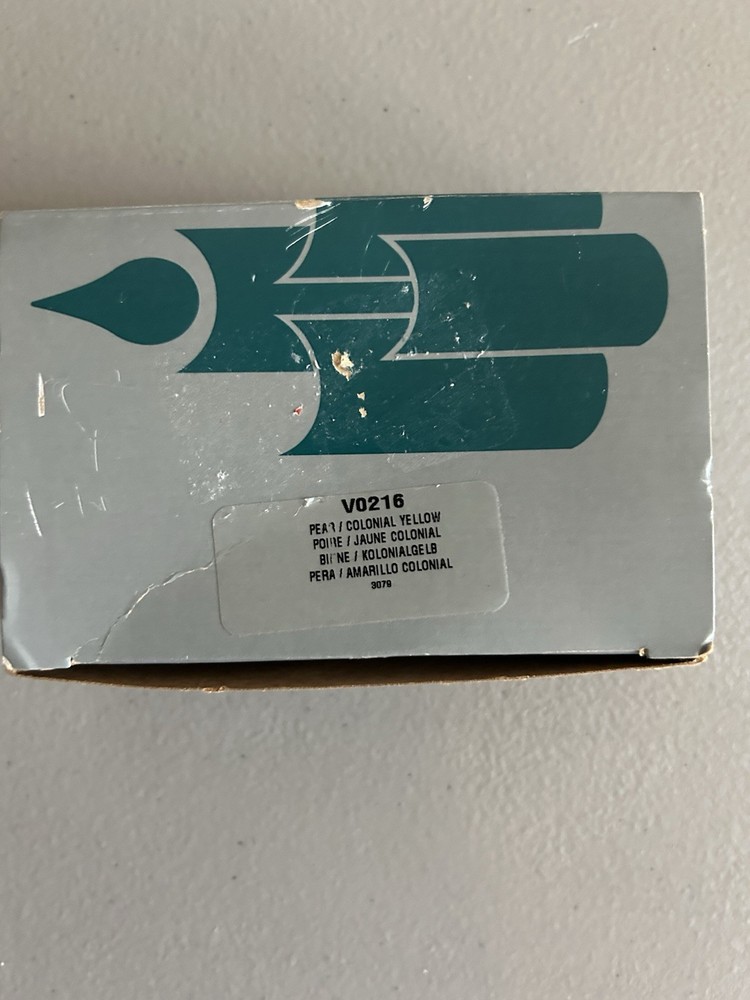 V0216
PEAR / COLONIAL YELLOW
POIRE / JAUNE COLONIAL
BIRNE / KOLONIALGELB
PERA / AMARILLO COLONIAL
3079